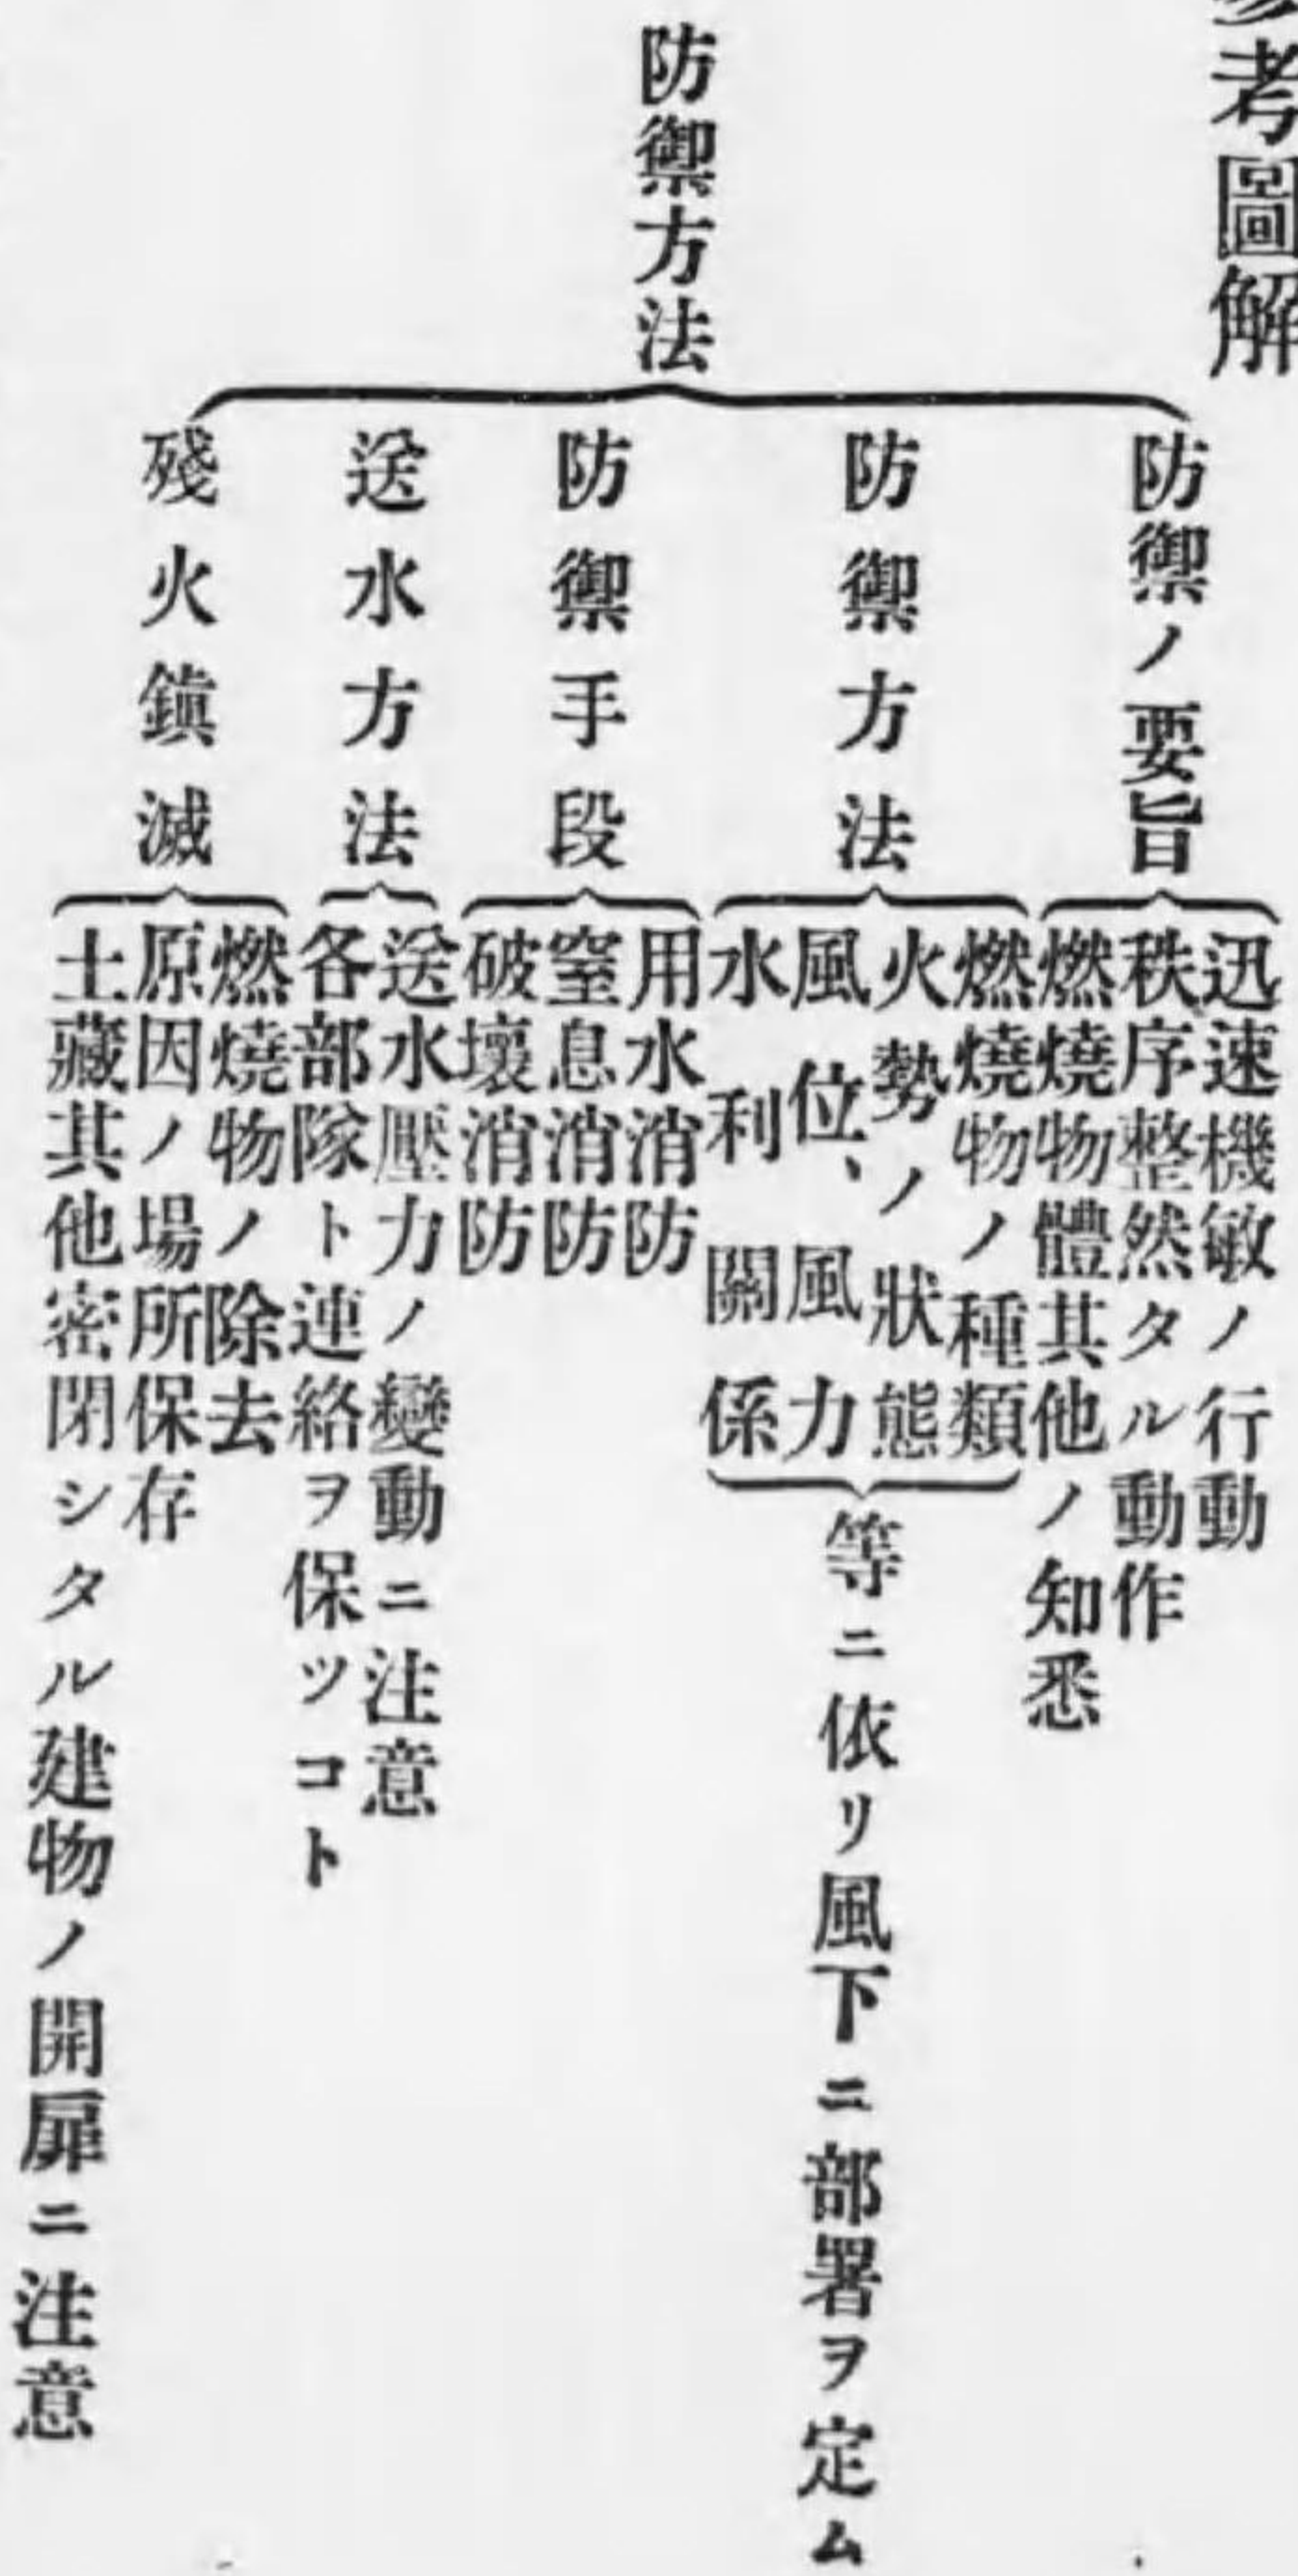 参考圖解
防禦方法
防禦ノ要旨
迅速機敏ノ行動
秩序整然タル動作
燃燒物體其他ノ知悉
防禦方法
燃燒物ノ種類
火勢ノ狀態
風位、風力
水利關係
等ニ依リ風下ニ部署ヲ定ム
防禦手段
用水消防
窒息消防
破壞消防
送水方法
送水壓力ノ變動ニ注意
各部隊ト連絡ヲ保ツコト
殘火鎭滅
燃燒物ノ除去
原因ノ場所保存
土藏其他密閉シタル建物ノ開扉ニ注意